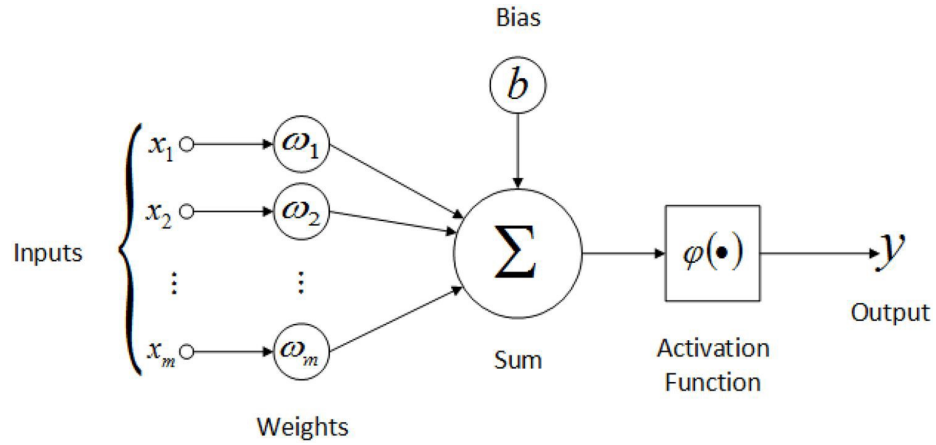 Bias
b
x₁ ω₁
x₂ ω₂
Inputs
⋮ ⋮
Σ
φ(•)
y
Output
xₘ ωₘ
Sum
Activation
Function
Weights